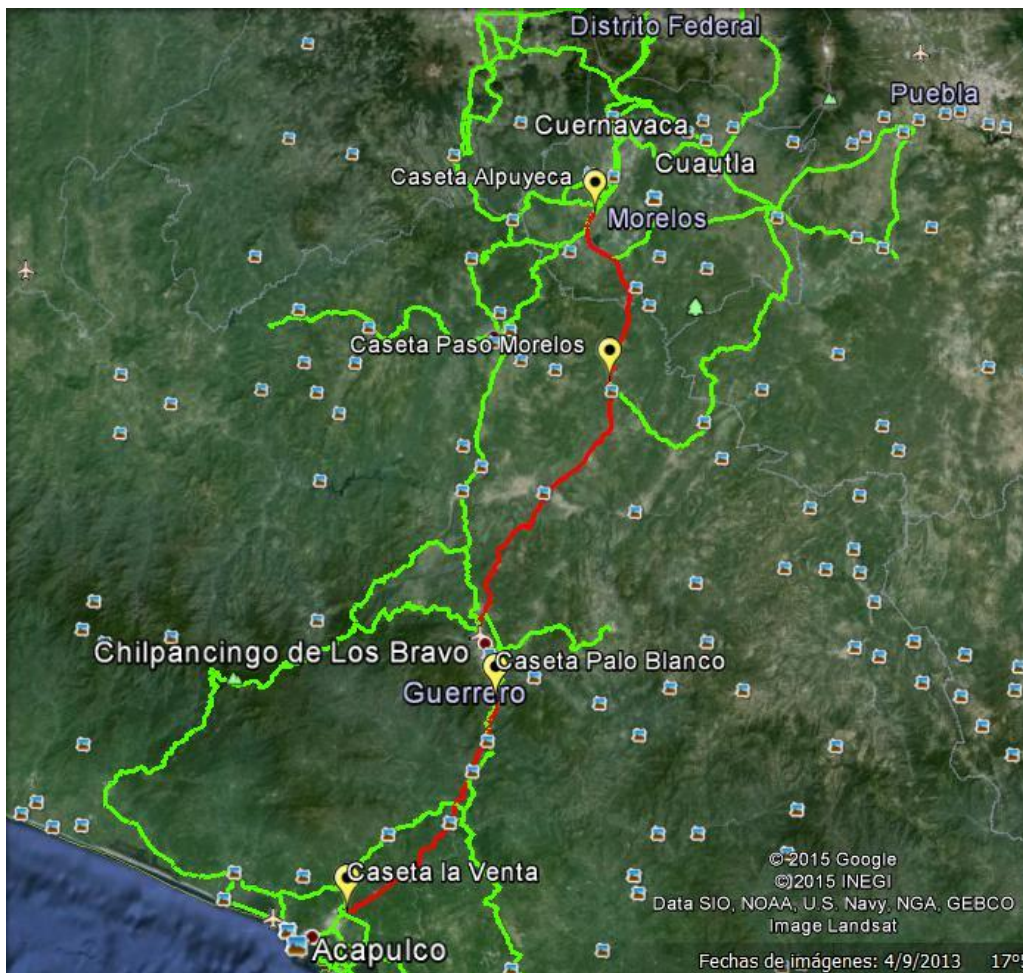 Distrito Federal
Puebla
Cuernavaca
Cuautla
Caseta Alpuyeca
Morelos
Caseta Paso Morelos
Chilpancingo de Los Bravo
Caseta Palo Blanco
Guerrero
Caseta la Venta
Acapulco
© 2015 Google
© 2015 INEGI
Data SIO, NOAA, U.S. Navy, NGA, GEBCO
Image Landsat
Fechas de imágenes: 4/9/2013 17°